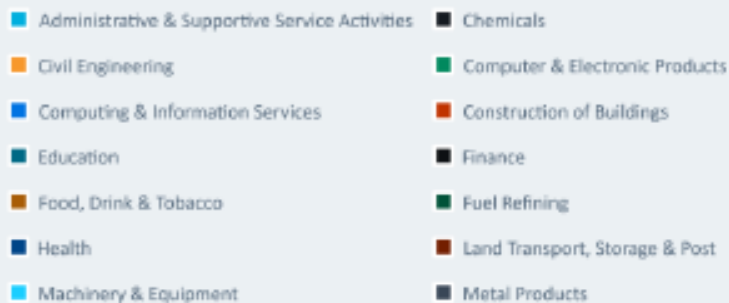 Administrative & Supportive Service Activities Chemicals
Civil Engineering Computer & Electronic Products
Computing & Information Services Construction of Buildings
Education Finance
Food, Drink & Tobacco Fuel Refining
Health Land Transport, Storage & Post
Machinery & Equipment Metal Products